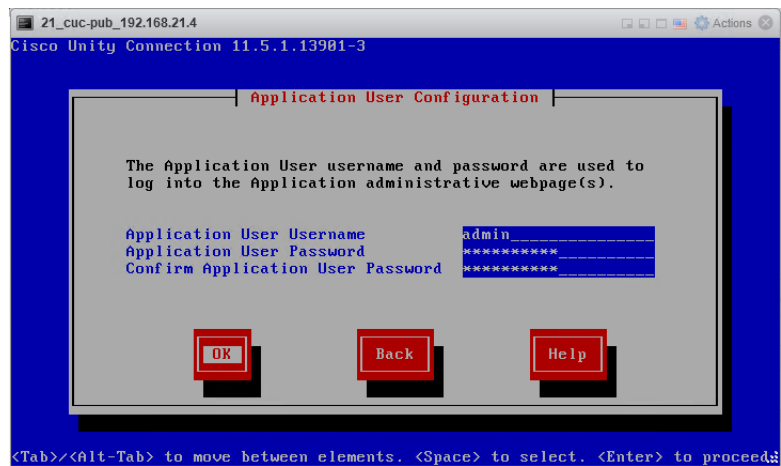 21_cuc-pub_192.168.21.4
Actions
Cisco Unity Connection 11.5.1.13901-3
Application User Configuration
The Application User username and password are used to
log into the Application administrative webpage(s).
Application User Username admin_______________
Application User Password **********__________
Confirm Application User Password **********__________
OK Back Help
<Tab>/<Alt-Tab> to move between elements. <Space> to select. <Enter> to proceed